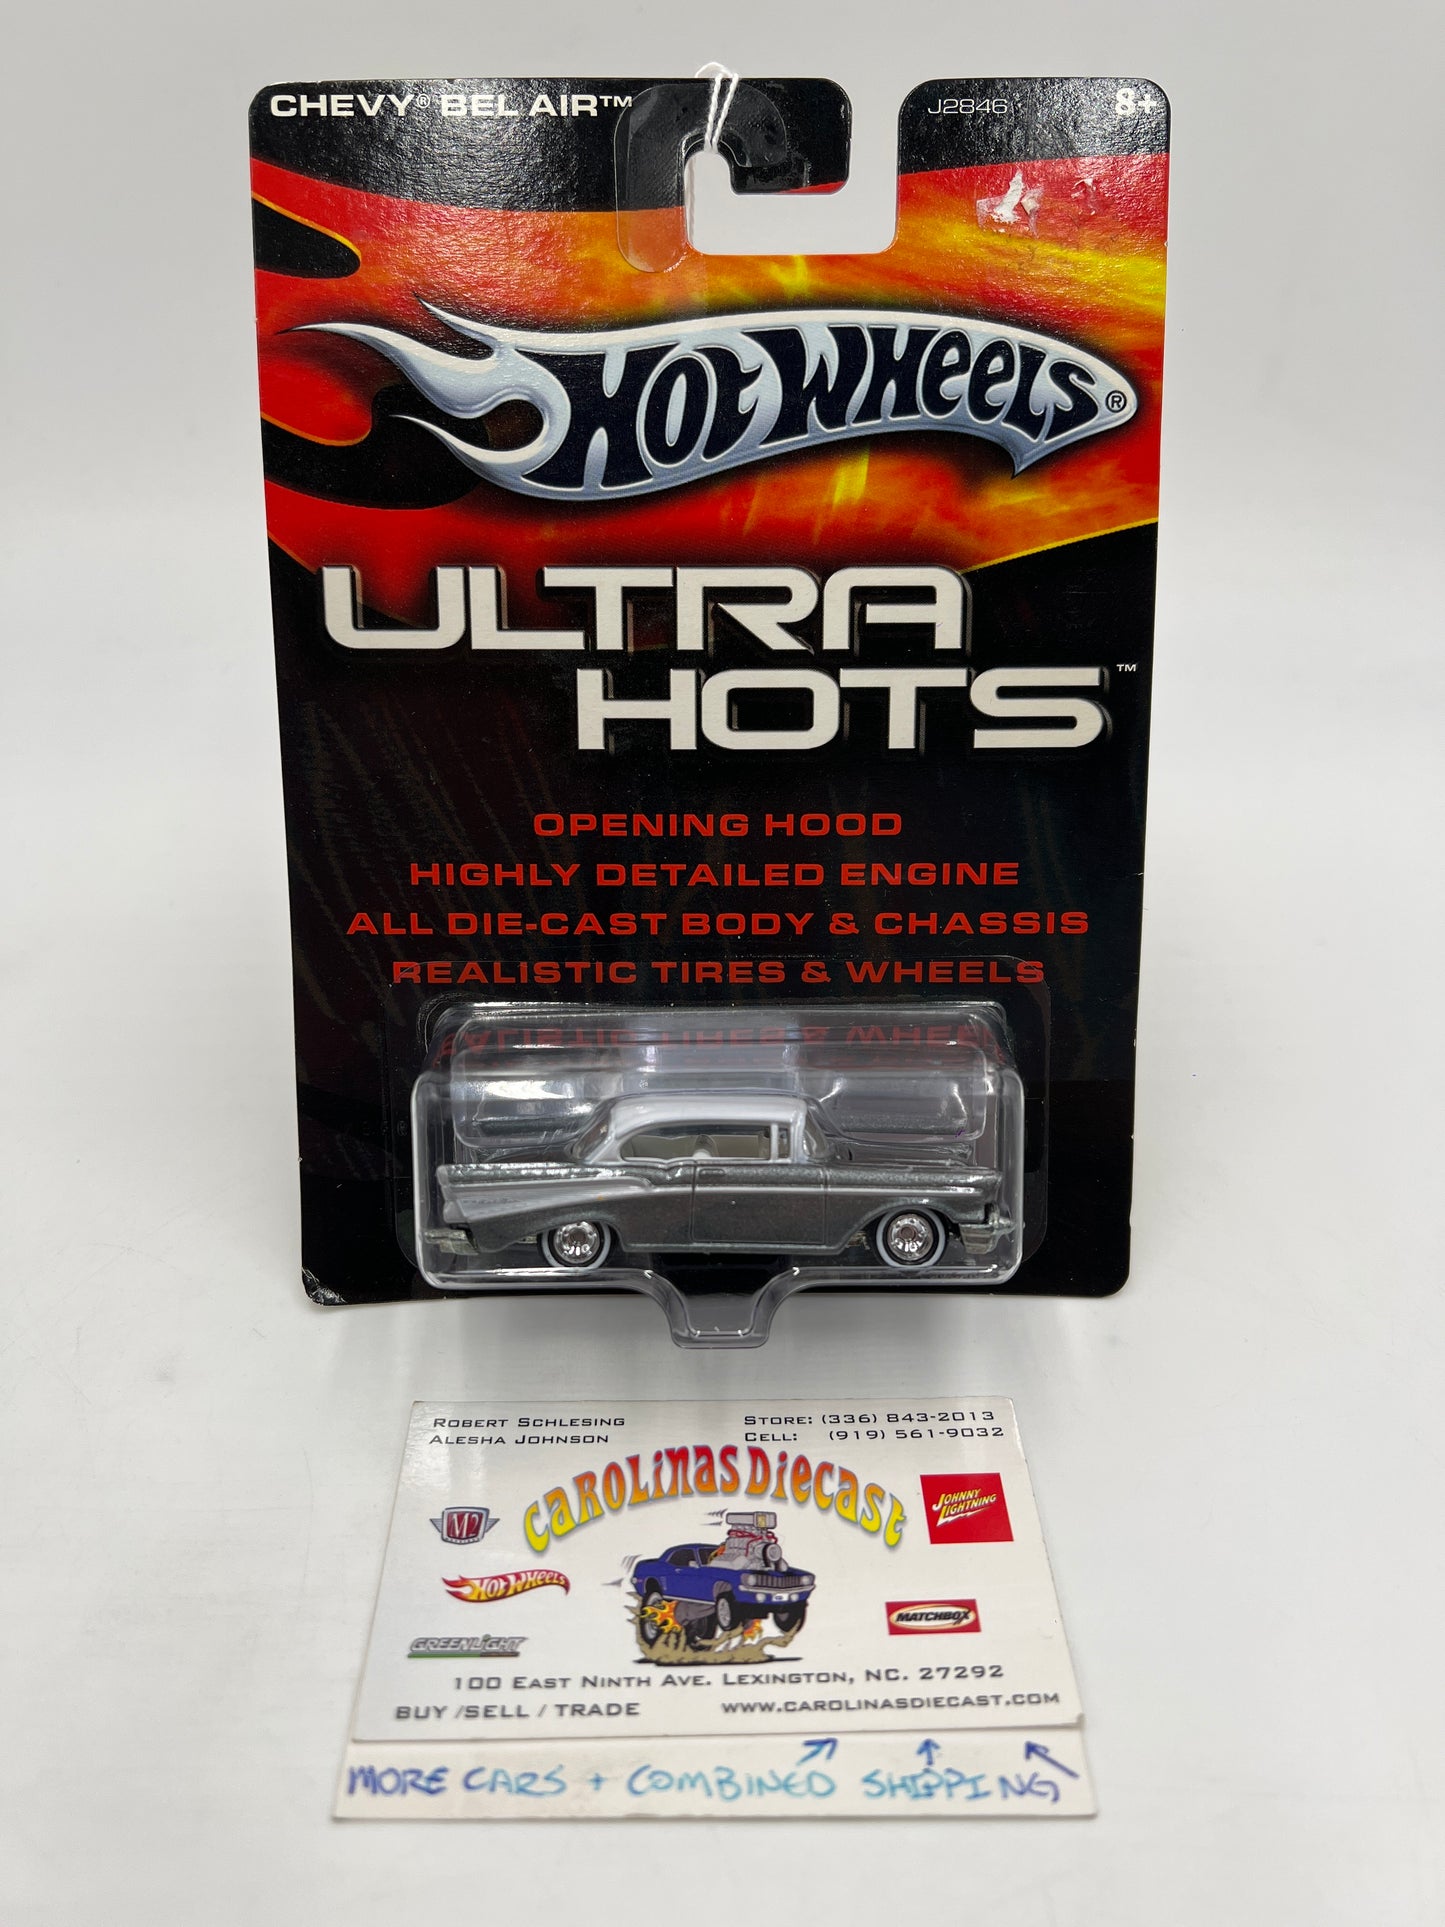 CHEVY® BEL AIR™
J2846
8+
HOT WHEELS®
ULTRA
HOTS™
OPENING HOOD
HIGHLY DETAILED ENGINE
ALL DIE-CAST BODY & CHASSIS
REALISTIC TIRES & WHEELS
ROBERT SCHLESING
ALESHA JOHNSON
STORE: (336) 843-2013
CELL: (919) 561-9032
CAROLINAS DIECAST
M2
JOHNNY
LIGHTNING
HOT WHEELS
MATCHBOX
GREENLIGHT
100 EAST NINTH AVE. LEXINGTON, NC. 27292
BUY /SELL / TRADE
WWW.CAROLINASDIECAST.COM
MORE CARS + COMBINED SHIPPING